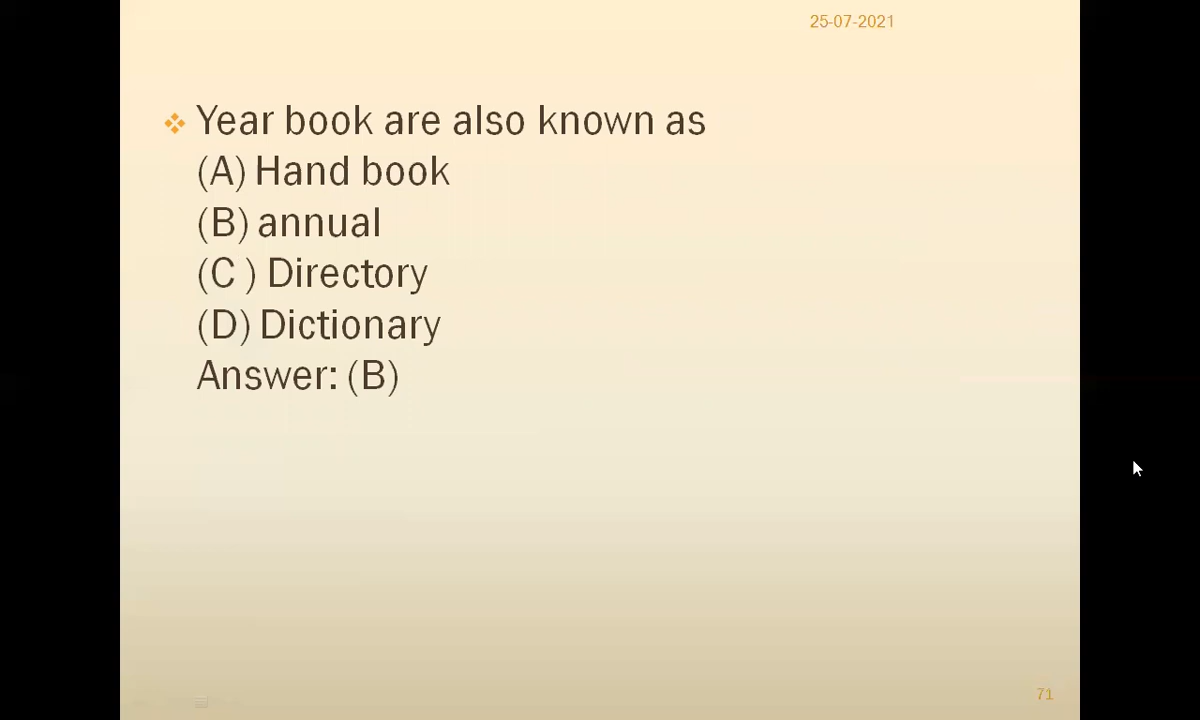 25-07-2021
Year book are also known as
(A) Hand book
(B) annual
(C ) Directory
(D) Dictionary
Answer: (B)
71